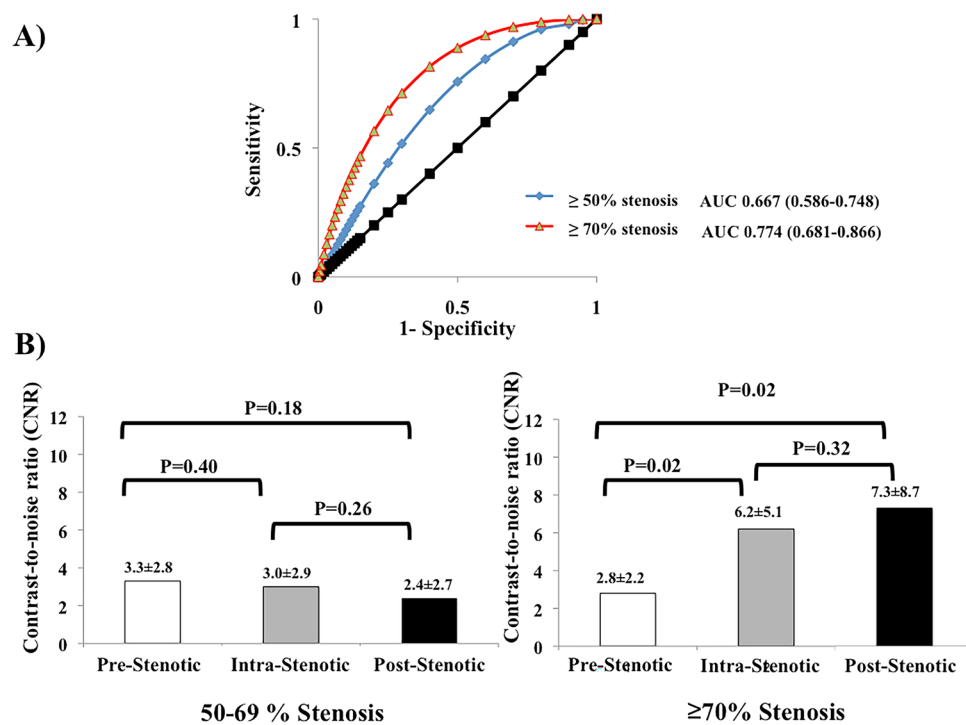 A)
1
0.5
0
Sensitivity
0
0.5
1
1- Specificity
≥ 50% stenosis AUC 0.667 (0.586-0.748)
≥ 70% stenosis AUC 0.774 (0.681-0.866)
B)
Contrast-to-noise ratio (CNR)
12
10
8
6
4
2
0
P=0.18
P=0.40
P=0.26
3.3±2.8
3.0±2.9
2.4±2.7
Pre-Stenotic
Intra-Stenotic
Post-Stenotic
50-69 % Stenosis
Contrast-to-noise ratio (CNR)
12
10
8
6
4
2
0
P=0.02
P=0.02
P=0.32
2.8±2.2
6.2±5.1
7.3±8.7
Pre-Stenotic
Intra-Stenotic
Post-Stenotic
≥70% Stenosis